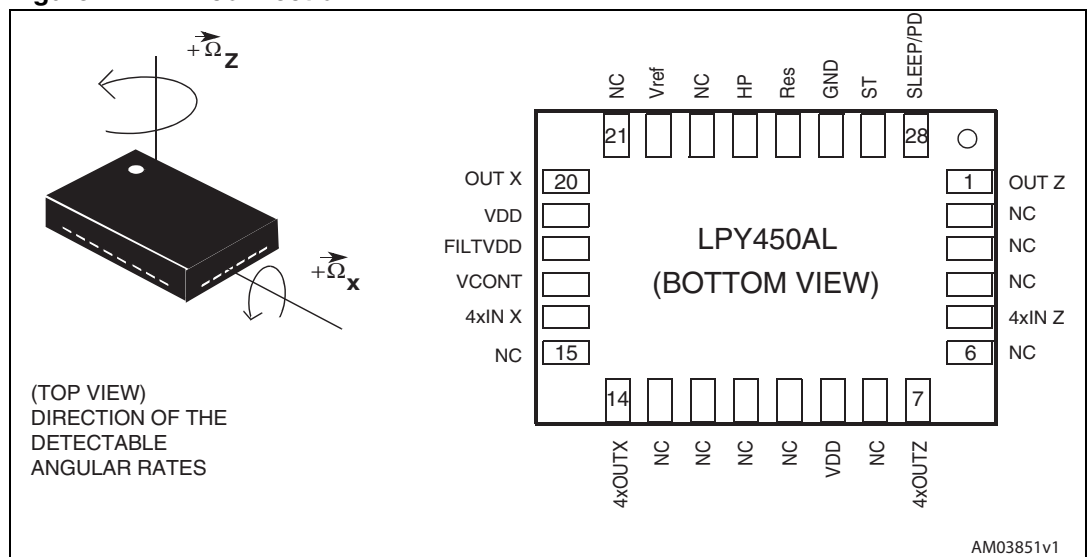 +Ω Z
+Ω x
(TOP VIEW)
DIRECTION OF THE
DETECTABLE
ANGULAR RATES
NC
Vref
NC
HP
Res
GND
ST
SLEEP/PD
21
28
OUT X
20
1
OUT Z
VDD
NC
FILTVDD
NC
VCONT
NC
4xIN X
4xIN Z
NC
15
6
NC
LPY450AL
(BOTTOM VIEW)
14
7
4xOUTX
NC
NC
NC
NC
VDD
NC
4xOUTZ
AM03851v1